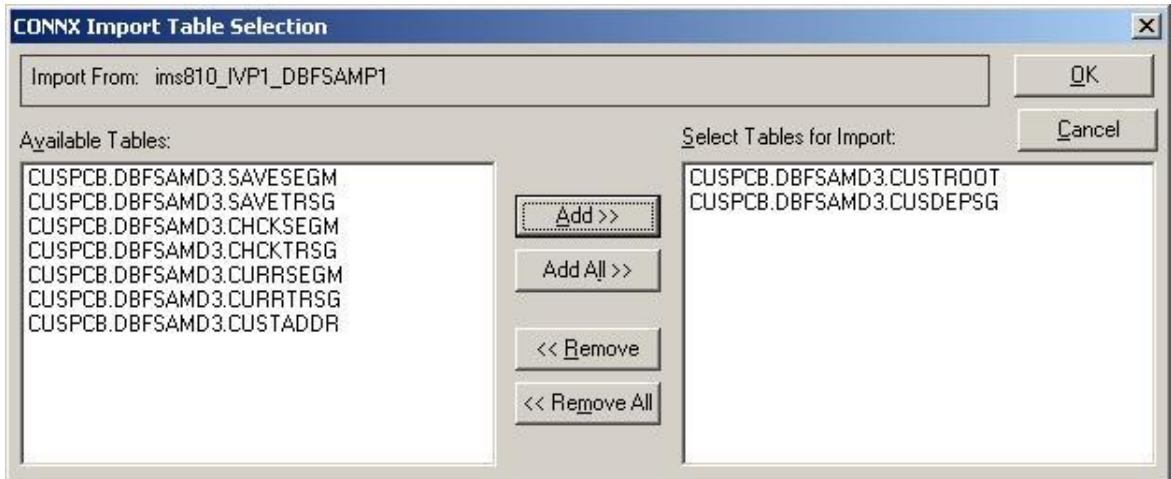 CONNX Import Table Selection
Import From: ims810_IVP1_DBFSAMP1
OK
Cancel
Available Tables:
CUSPCB.DBFSAMD3.SAVESEGM
CUSPCB.DBFSAMD3.SAVETRSG
CUSPCB.DBFSAMD3.CHCKSEGM
CUSPCB.DBFSAMD3.CHCKTRSG
CUSPCB.DBFSAMD3.CURRSEGM
CUSPCB.DBFSAMD3.CURRTRSG
CUSPCB.DBFSAMD3.CUSTADDR
Add >>
Add All >>
<< Remove
<< Remove All
Select Tables for Import:
CUSPCB.DBFSAMD3.CUSTROOT
CUSPCB.DBFSAMD3.CUSDEPSG